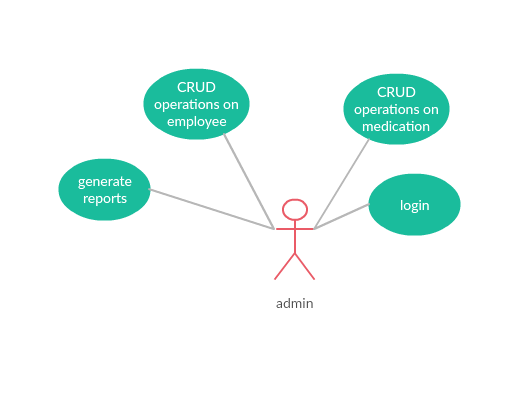 CRUD
operations on
employee
CRUD
operations on
medication
generate
reports
login
admin